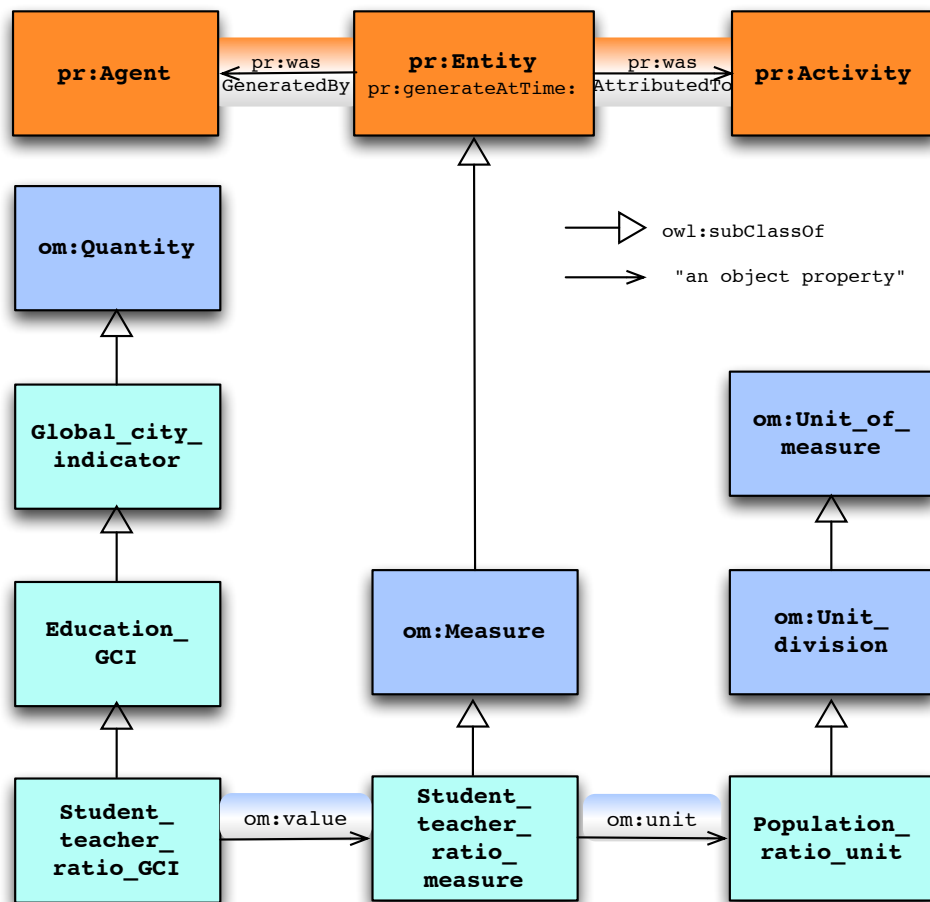 pr:Agent
pr:was
GeneratedBy
pr:Entity
pr:generateAtTime:
pr:was
AttributedTo
pr:Activity
om:Quantity
owl:subClassOf
"an object property"
Global_city_
indicator
om:Unit_of_
measure
Education_
GCI
om:Measure
om:Unit_
division
Student_
teacher_
ratio_GCI
om:value
Student_
teacher_
ratio_
measure
om:unit
Population_
ratio_unit